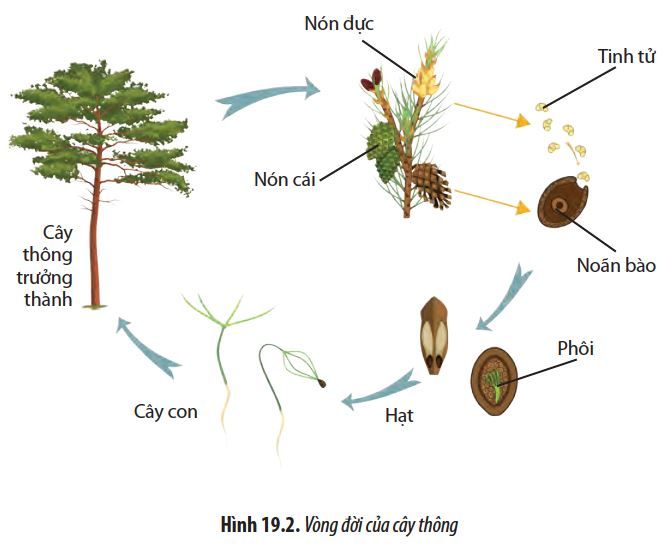 Nón dực
Tinh tử
Nón cái
Cây
thông
trưởng
thành
Noãn bào
Phôi
Cây con
Hạt
Hình 19.2. Vòng đời của cây thông